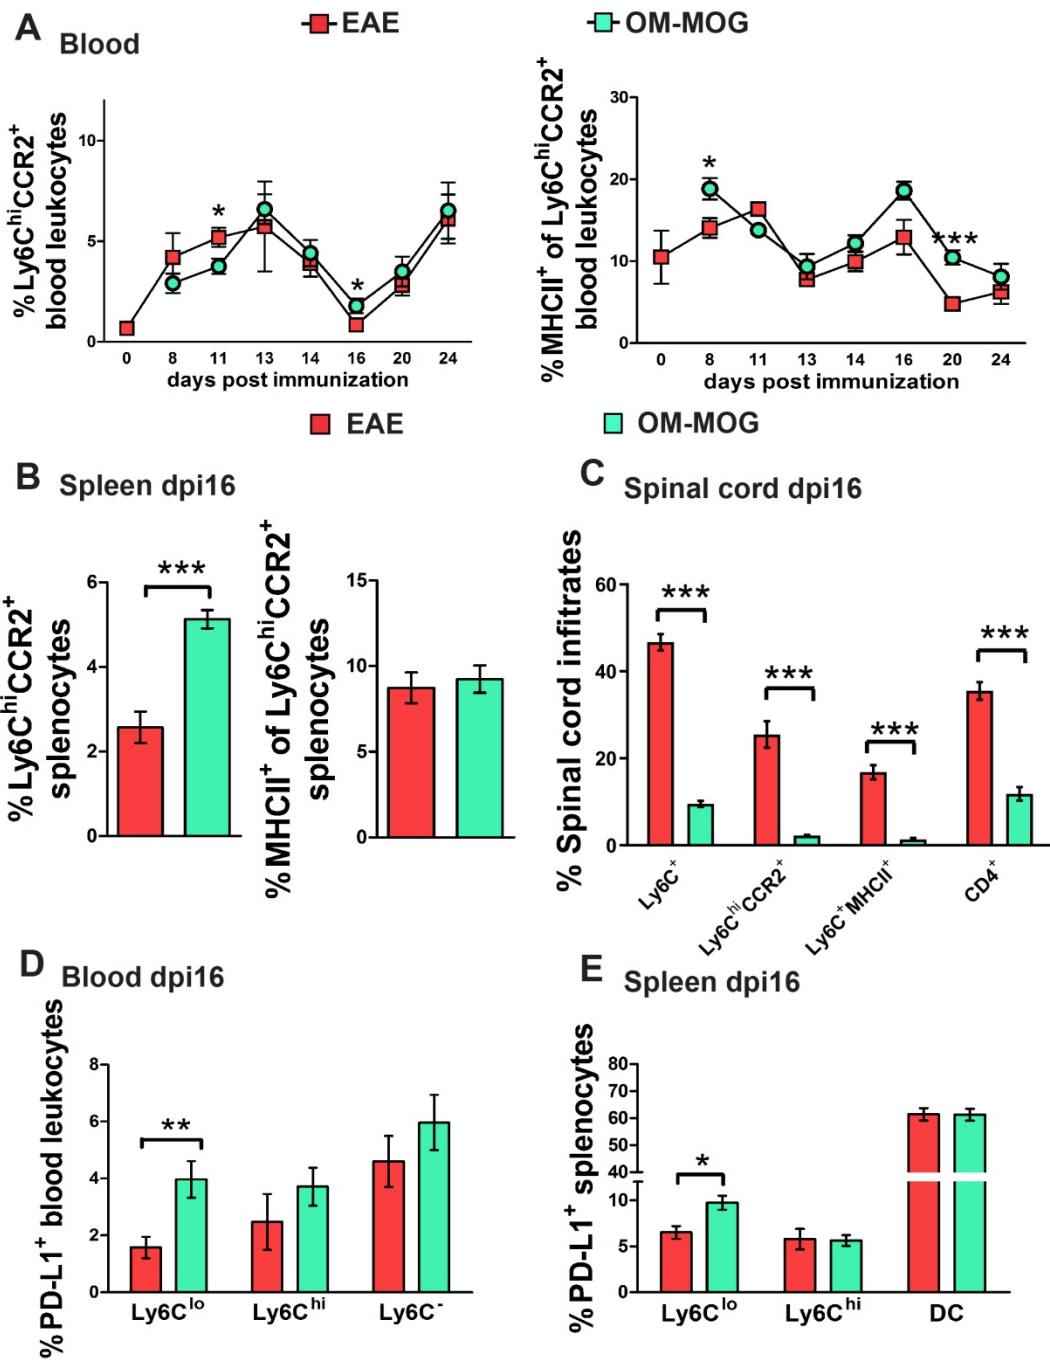 A Blood
EAE
OM-MOG
%Ly6C^hiCCR2^+
blood leukocytes
10
5
0
*
*
0 8 11 13 14 16 20 24
days post immunization
%MHCII^+ of Ly6C^hiCCR2^+
blood leukocytes
30
20
10
0
*
***
0 8 11 13 14 16 20 24
days post immunization
EAE
OM-MOG
B Spleen dpi16
%Ly6C^hiCCR2^+
splenocytes
6
4
2
0
***
%MHCII^+ of Ly6C^hiCCR2^+
splenocytes
15
10
5
0
C Spinal cord dpi16
% Spinal cord infitrates
60
40
20
0
***
***
***
***
Ly6C^+
Ly6C^hiCCR2^+
Ly6C^+MHCII^+
CD4^+
D Blood dpi16
%PD-L1^+ blood leukocytes
8
6
4
2
0
**
Ly6C^lo
Ly6C^hi
Ly6C^-
E Spleen dpi16
%PD-L1^+ splenocytes
80
70
60
50
40
10
5
0
*
Ly6C^lo
Ly6C^hi
DC